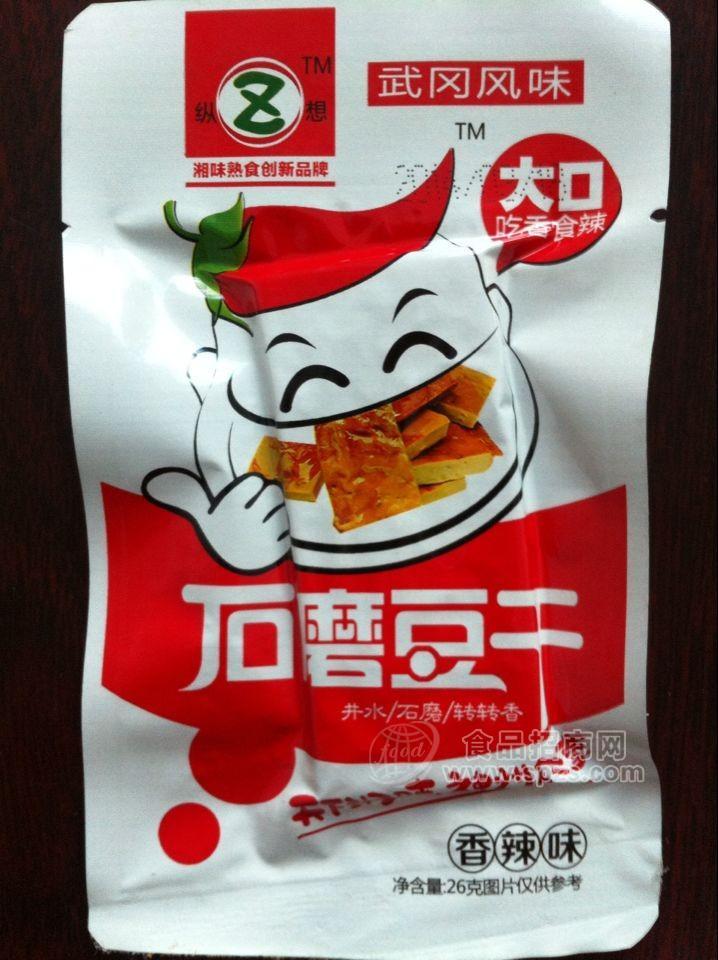 TM
纵 想
湘味熟食创新品牌
武冈风味
TM
大口
吃香食辣
石磨豆干
井水/石磨/转转香
食品招商网
food
香辣味
净含量:26克图片仅供参考